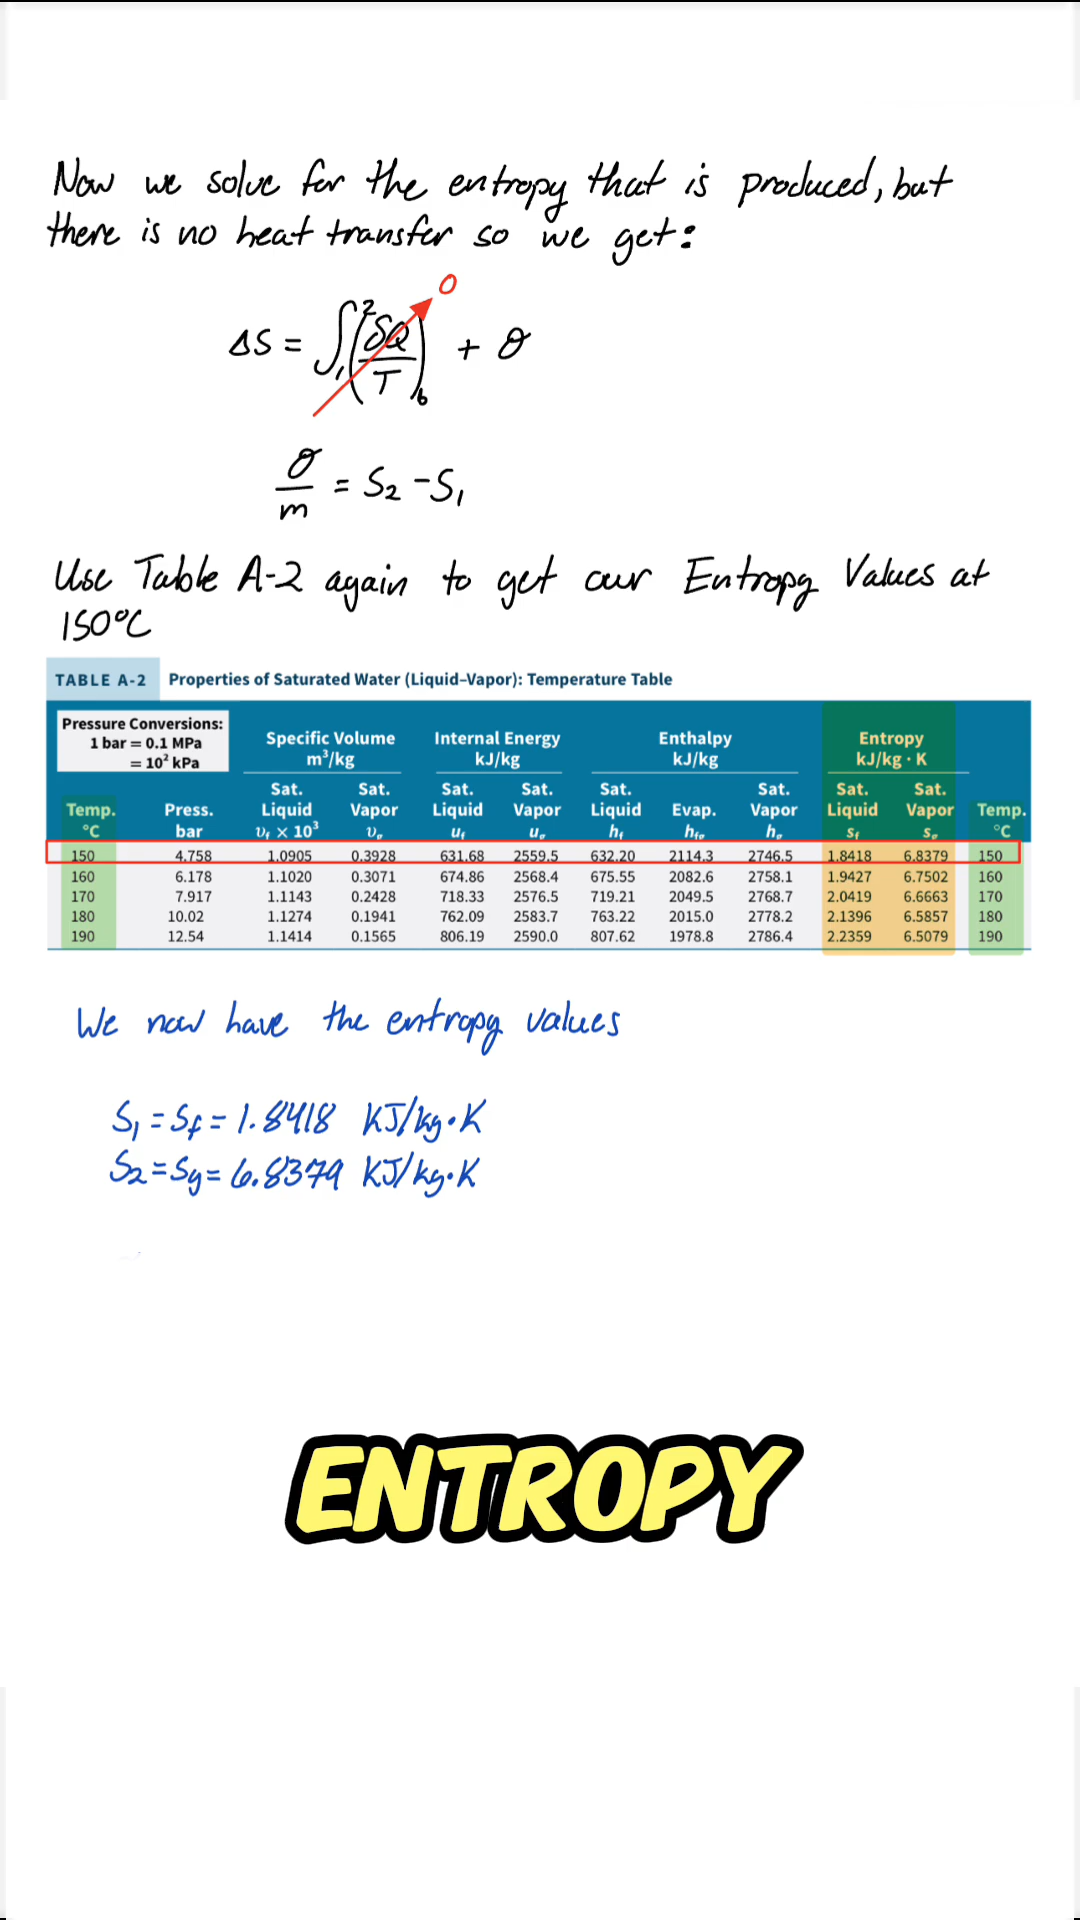 Now we solve for the entropy that is produced, but
there is no heat transfer so we get:
0
ΔS = ∫₁²(δQ/T)b + σ
σ/m = S₂ - S₁
Use Table A-2 again to get our Entropy Values at
150°C
TABLE A-2 Properties of Saturated Water (Liquid–Vapor): Temperature Table
Pressure Conversions:
1 bar = 0.1 MPa
= 10² kPa
Specific Volume Internal Energy Enthalpy Entropy
m³/kg kJ/kg kJ/kg kJ/kg · K
Sat. Sat. Sat. Sat. Sat. Sat. Sat. Sat.
Temp. Press. Liquid Vapor Liquid Vapor Liquid Evap. Vapor Liquid Vapor Temp.
°C bar vf × 10³ vg uf ug hf hfg hg sf sg °C
150 4.758 1.0905 0.3928 631.68 2559.5 632.20 2114.3 2746.5 1.8418 6.8379 150
160 6.178 1.1020 0.3071 674.86 2568.4 675.55 2082.6 2758.1 1.9427 6.7502 160
170 7.917 1.1143 0.2428 718.33 2576.5 719.21 2049.5 2768.7 2.0419 6.6663 170
180 10.02 1.1274 0.1941 762.09 2583.7 763.22 2015.0 2778.2 2.1396 6.5857 180
190 12.54 1.1414 0.1565 806.19 2590.0 807.62 1978.8 2786.4 2.2359 6.5079 190
We now have the entropy values
S₁ = Sf = 1.8418 KJ/kg·K
S₂ = Sg = 6.8379 KJ/kg·K
ENTROPY